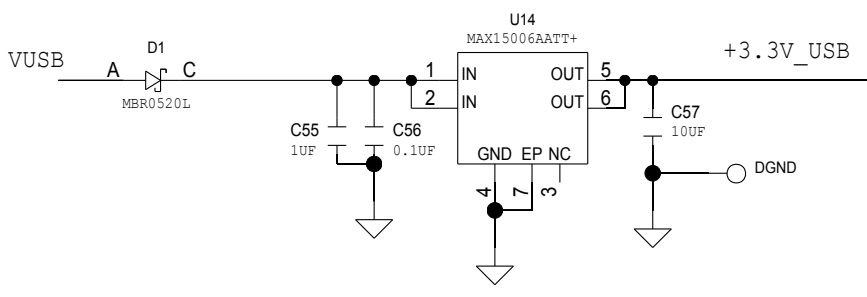 U14
MAX15006AATT+
D1
VUSB
A
C
MBR0520L
1
IN
2
IN
OUT
5
OUT
6
+3.3V_USB
C55
1UF
C56
0.1UF
GND
EP
NC
4
7
3
C57
10UF
DGND